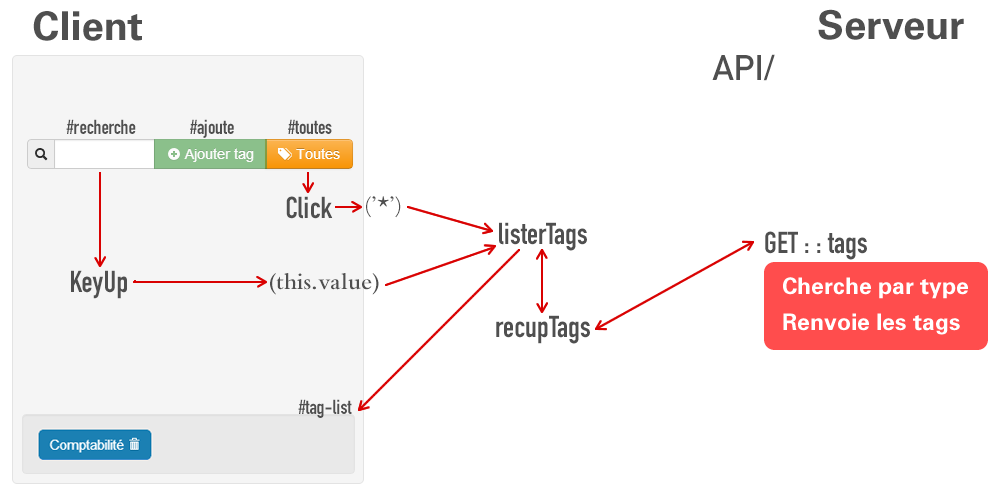 Client
Serveur
API/
#recherche
#ajoute
#toutes
Ajouter tag
Toutes
Click
('*')
listerTags
GET : : tags
KeyUp
(this.value)
Cherche par type
Renvoie les tags
recupTags
#tag-list
Comptabilité